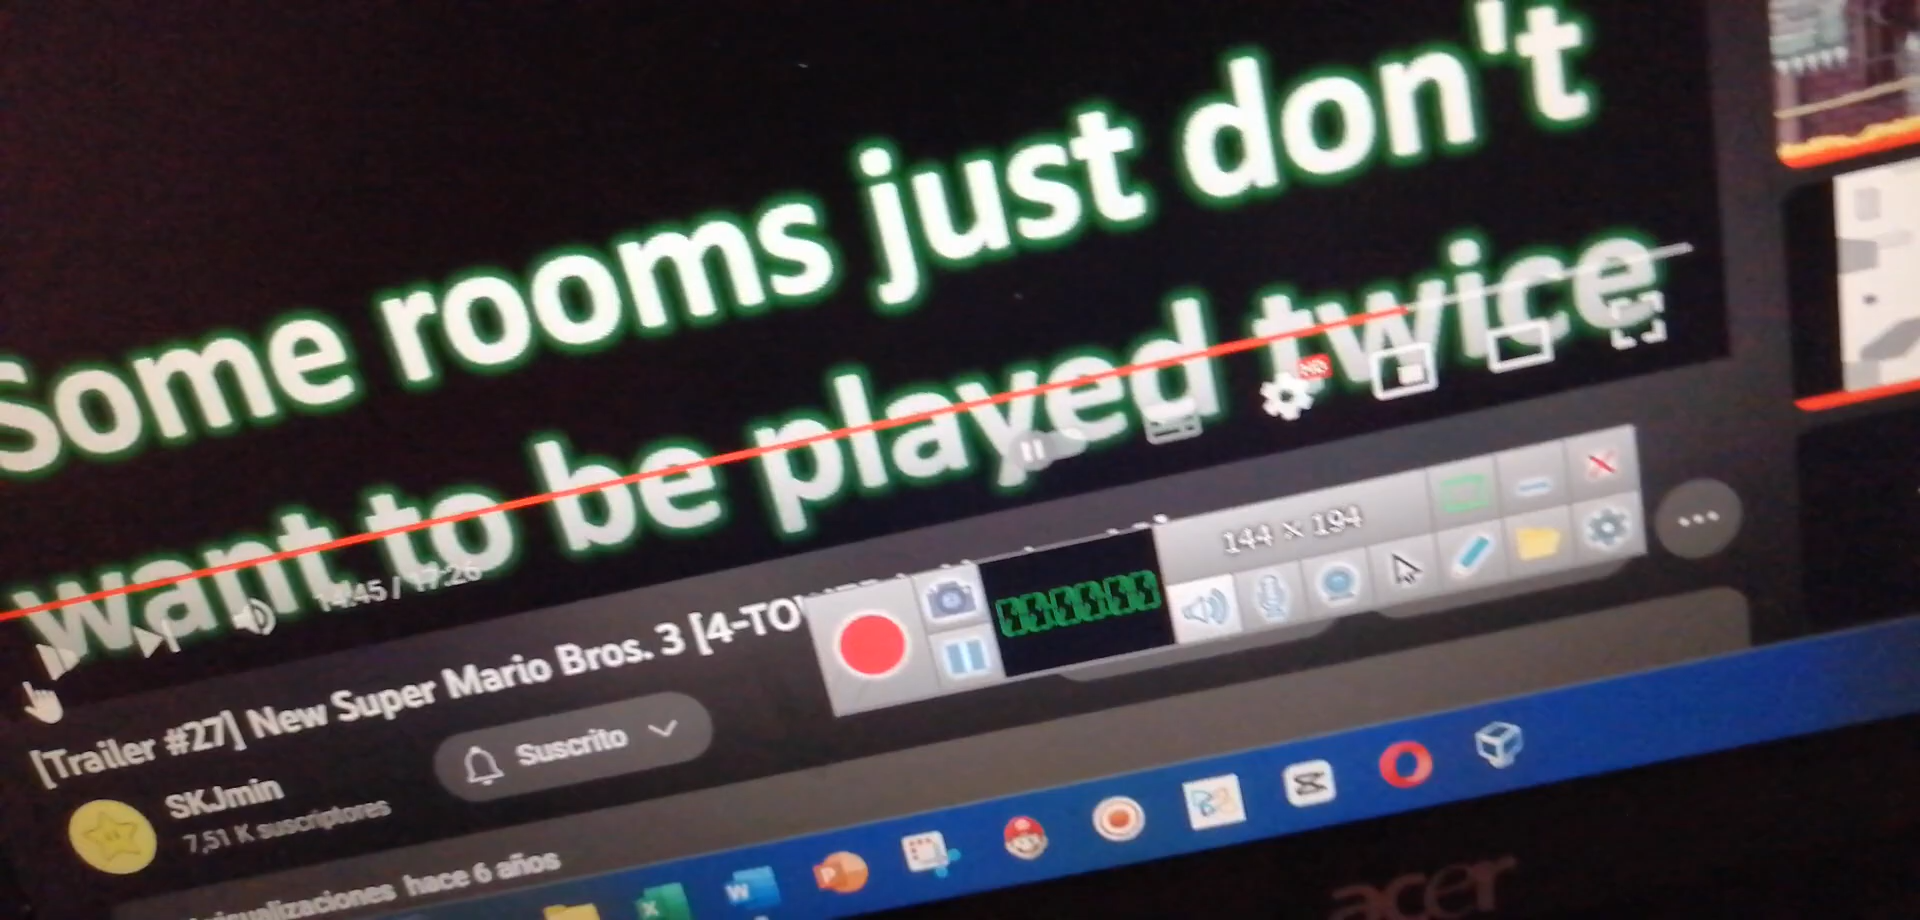 Some rooms just don't
want to be played twice
14:45 / 17:26
144 × 194
[Trailer #27] New Super Mario Bros. 3 [4-TO
SKJmin
7,51 K suscriptores
Suscrito
visualizaciones hace 6 años
acer